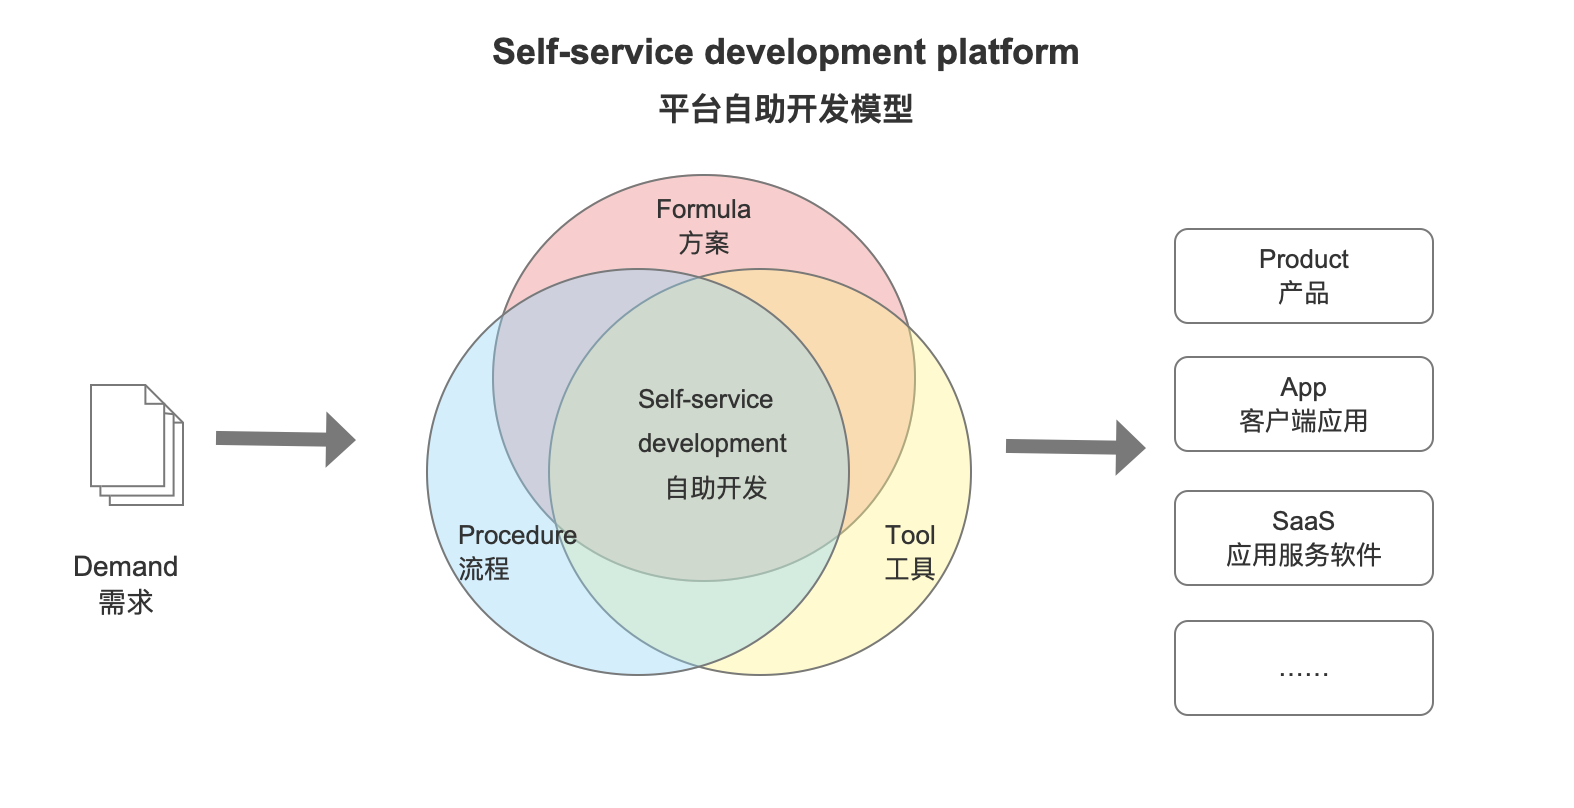 Self-service development platform
平台自助开发模型
Formula
方案
Self-service
development
自助开发
Procedure
流程
Tool
工具
Demand
需求
Product
产品
App
客户端应用
SaaS
应用服务软件
……